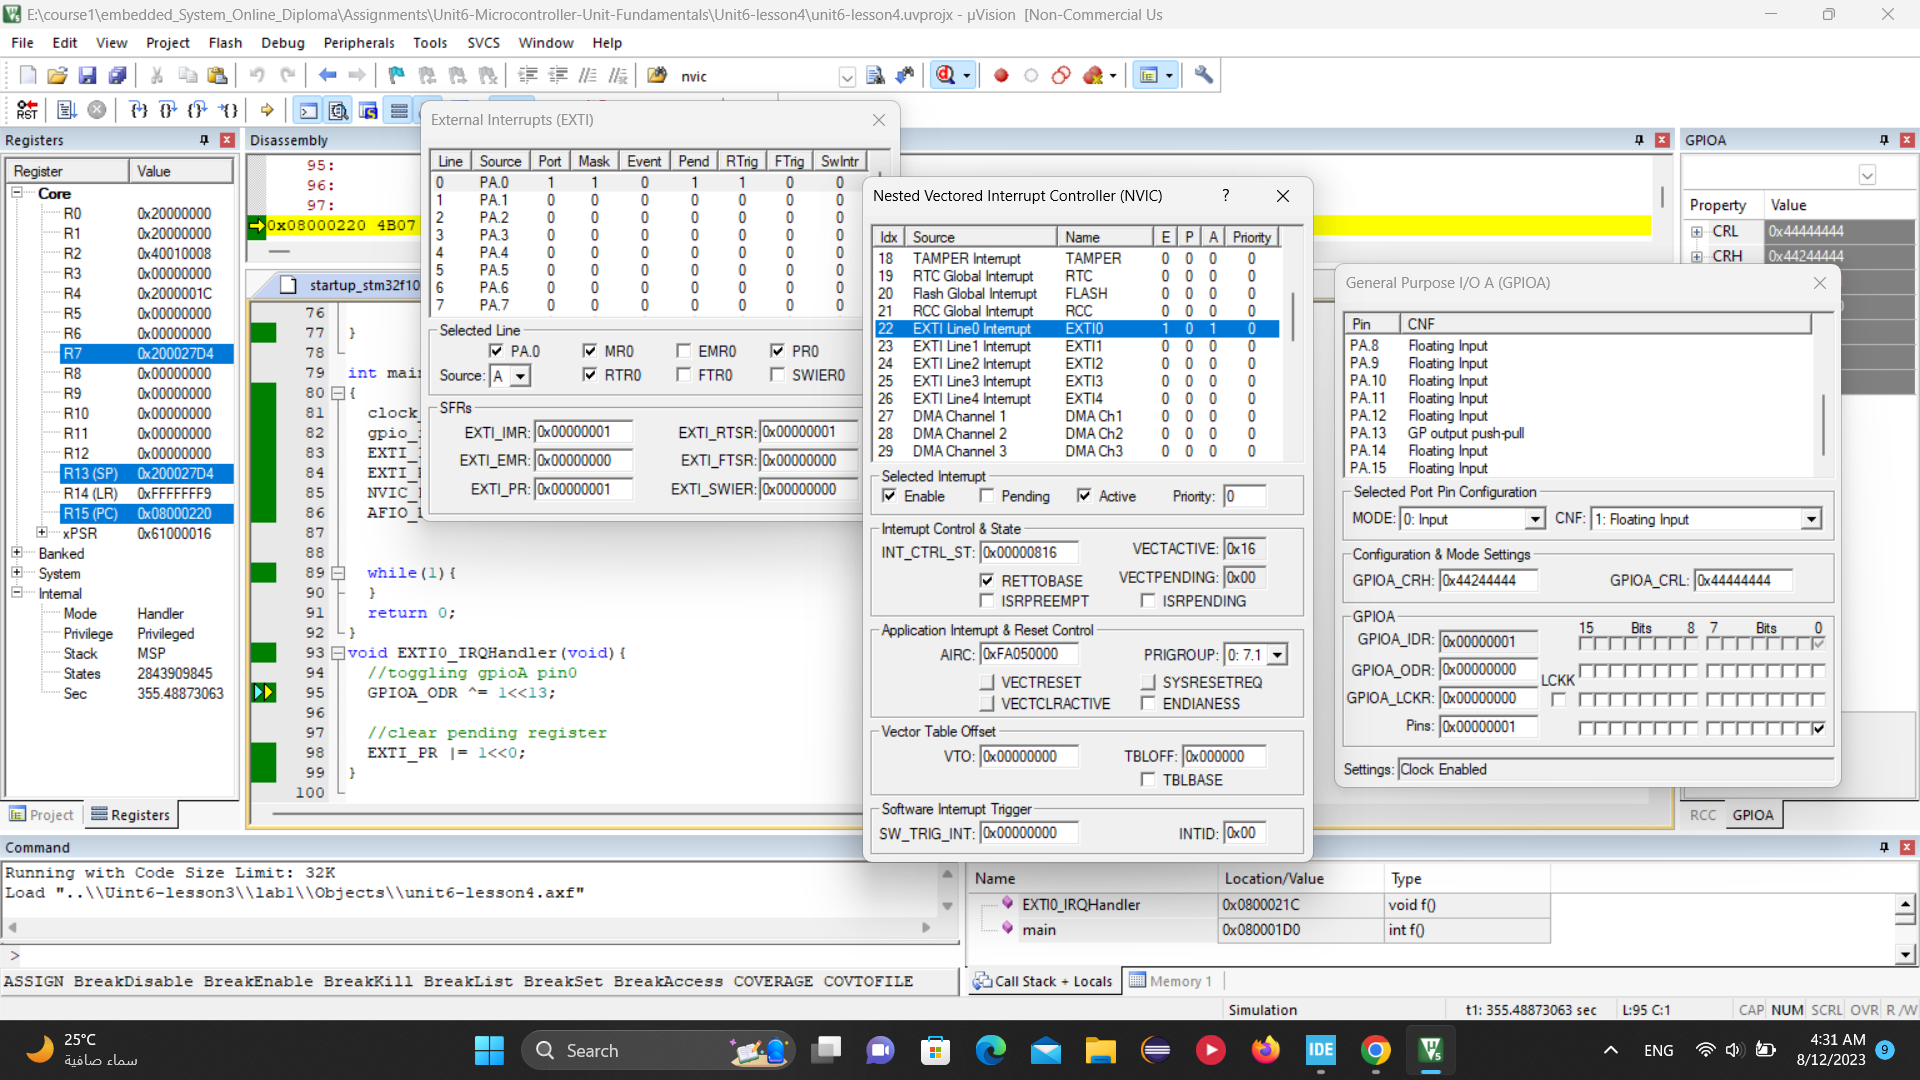 E:\course1\embedded_System_Online_Diploma\Assignments\Unit6-Microcontroller-Unit-Fundamentals\Unit6-lesson4\unit6-lesson4.uvprojx - µVision  [Non-Commercial Us
File Edit View Project Flash Debug Peripherals Tools SVCS Window Help
nvic
RST
Registers
Register Value
Core
R0 0x20000000
R1 0x20000000
R2 0x40010008
R3 0x00000000
R4 0x2000001C
R5 0x00000000
R6 0x00000000
R7 0x200027D4
R8 0x00000000
R9 0x00000000
R10 0x00000000
R11 0x00000000
R12 0x00000000
R13 (SP) 0x200027D4
R14 (LR) 0xFFFFFFF9
R15 (PC) 0x08000220
xPSR 0x61000016
Banked
System
Internal
Mode Handler
Privilege Privileged
Stack MSP
States 2843909845
Sec 355.48873063
Project Registers
Disassembly
95:
96:
97:
0x08000220 4B07
startup_stm32f10
76
77 }
78
79 int mai
80 {
81 clock_
82 gpio_
83 EXTI_
84 EXTI_
85 NVIC_
86 AFIO_
87
88
89 while(1){
90 }
91 return 0;
92 }
93 void EXTI0_IRQHandler(void){
94 //toggling gpioA pin0
95 GPIOA_ODR ^= 1<<13;
96
97 //clear pending register
98 EXTI_PR |= 1<<0;
99 }
100
External Interrupts (EXTI)
Line Source Port Mask Event Pend RTrig FTrig SwIntr
0 PA.0 1 1 0 1 1 0 0
1 PA.1 0 0 0 0 0 0 0
2 PA.2 0 0 0 0 0 0 0
3 PA.3 0 0 0 0 0 0 0
4 PA.4 0 0 0 0 0 0 0
5 PA.5 0 0 0 0 0 0 0
6 PA.6 0 0 0 0 0 0 0
7 PA.7 0 0 0 0 0 0 0
Selected Line
PA.0 MR0 EMR0 PR0
Source: A RTR0 FTR0 SWIER0
SFRs
EXTI_IMR: 0x00000001 EXTI_RTSR: 0x00000001
EXTI_EMR: 0x00000000 EXTI_FTSR: 0x00000000
EXTI_PR: 0x00000001 EXTI_SWIER: 0x00000000
Nested Vectored Interrupt Controller (NVIC) ?
Idx Source Name E P A Priority
18 TAMPER Interrupt TAMPER 0 0 0 0
19 RTC Global Interrupt RTC 0 0 0 0
20 Flash Global Interrupt FLASH 0 0 0 0
21 RCC Global Interrupt RCC 0 0 0 0
22 EXTI Line0 Interrupt EXTI0 1 0 1 0
23 EXTI Line1 Interrupt EXTI1 0 0 0 0
24 EXTI Line2 Interrupt EXTI2 0 0 0 0
25 EXTI Line3 Interrupt EXTI3 0 0 0 0
26 EXTI Line4 Interrupt EXTI4 0 0 0 0
27 DMA Channel 1 DMA Ch1 0 0 0 0
28 DMA Channel 2 DMA Ch2 0 0 0 0
29 DMA Channel 3 DMA Ch3 0 0 0 0
Selected Interrupt
Enable Pending Active Priority: 0
Interrupt Control & State
INT_CTRL_ST: 0x00000816 VECTACTIVE: 0x16
RETTOBASE VECTPENDING: 0x00
ISRPREEMPT ISRPENDING
Application Interrupt & Reset Control
AIRC: 0xFA050000 PRIGROUP: 0: 7.1
VECTRESET SYSRESETREQ
VECTCLRACTIVE ENDIANESS
Vector Table Offset
VTO: 0x00000000 TBLOFF: 0x000000
TBLBASE
Software Interrupt Trigger
SW_TRIG_INT: 0x00000000 INTID: 0x00
GPIOA
Property Value
CRL 0x44444444
CRH 0x44244444
RCC GPIOA
General Purpose I/O A (GPIOA)
Pin CNF
PA.8 Floating Input
PA.9 Floating Input
PA.10 Floating Input
PA.11 Floating Input
PA.12 Floating Input
PA.13 GP output push-pull
PA.14 Floating Input
PA.15 Floating Input
Selected Port Pin Configuration
MODE: 0: Input CNF: 1: Floating Input
Configuration & Mode Settings
GPIOA_CRH: 0x44244444 GPIOA_CRL: 0x44444444
GPIOA
15 Bits 8 7 Bits 0
GPIOA_IDR: 0x00000001
GPIOA_ODR: 0x00000000
LCKK
GPIOA_LCKR: 0x00000000
Pins: 0x00000001
Settings: Clock Enabled
Command
Running with Code Size Limit: 32K
Load "..\\Uint6-lesson3\\lab1\\Objects\\unit6-lesson4.axf"
>
ASSIGN BreakDisable BreakEnable BreakKill BreakList BreakSet BreakAccess COVERAGE COVTOFILE
Name Location/Value Type
EXTI0_IRQHandler 0x0800021C void f()
main 0x080001D0 int f()
Call Stack + Locals Memory 1
Simulation t1: 355.48873063 sec L:95 C:1 CAP NUM SCRL OVR R /W
25°C
سماء صافية
Search
IDE
ENG
4:31 AM
8/12/2023
9